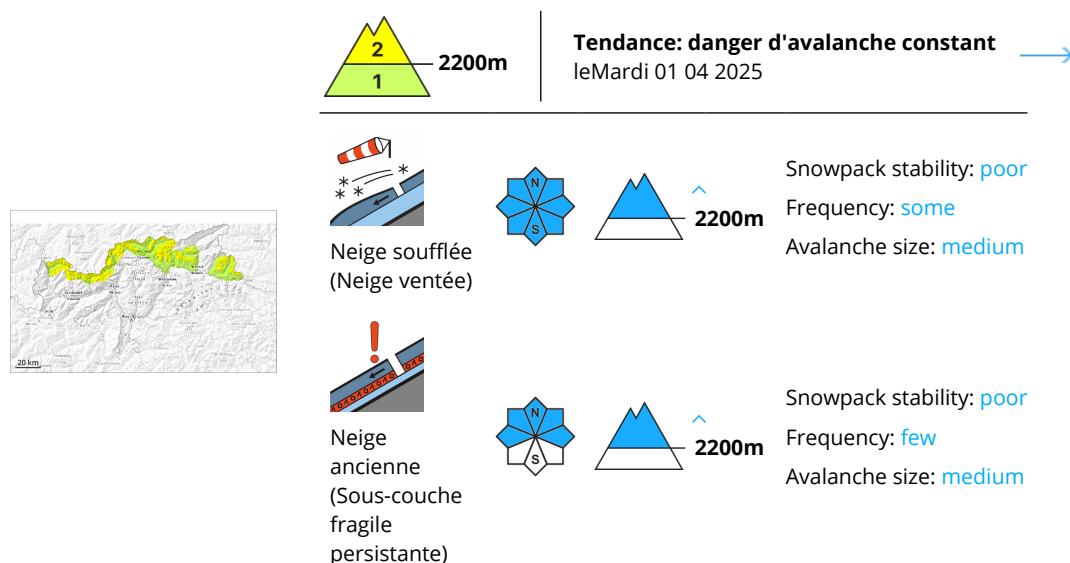 2
1
2200m
Tendance: danger d'avalanche constant
leMardi 01 04 2025
20 km
Neige soufflée
(Neige ventée)
N
S
2200m
Snowpack stability: poor
Frequency: some
Avalanche size: medium
Neige
ancienne
(Sous-couche
fragile
persistante)
N
S
2200m
Snowpack stability: poor
Frequency: few
Avalanche size: medium